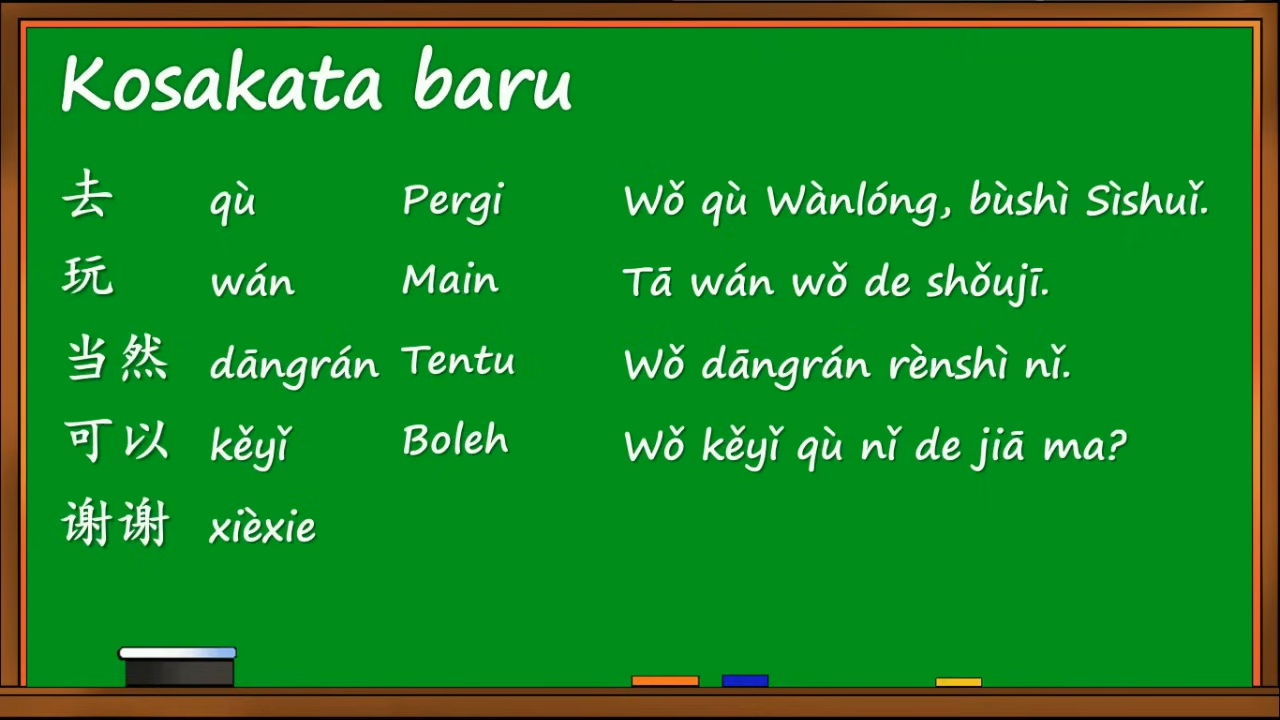 Kosakata baru
去 qù Pergi Wǒ qù Wànlóng, bùshì Sìshuǐ.
玩 wán Main Tā wán wǒ de shǒujī.
当然 dāngrán Tentu Wǒ dāngrán rènshì nǐ.
可以 kěyǐ Boleh Wǒ kěyǐ qù nǐ de jiā ma?
谢谢 xièxie